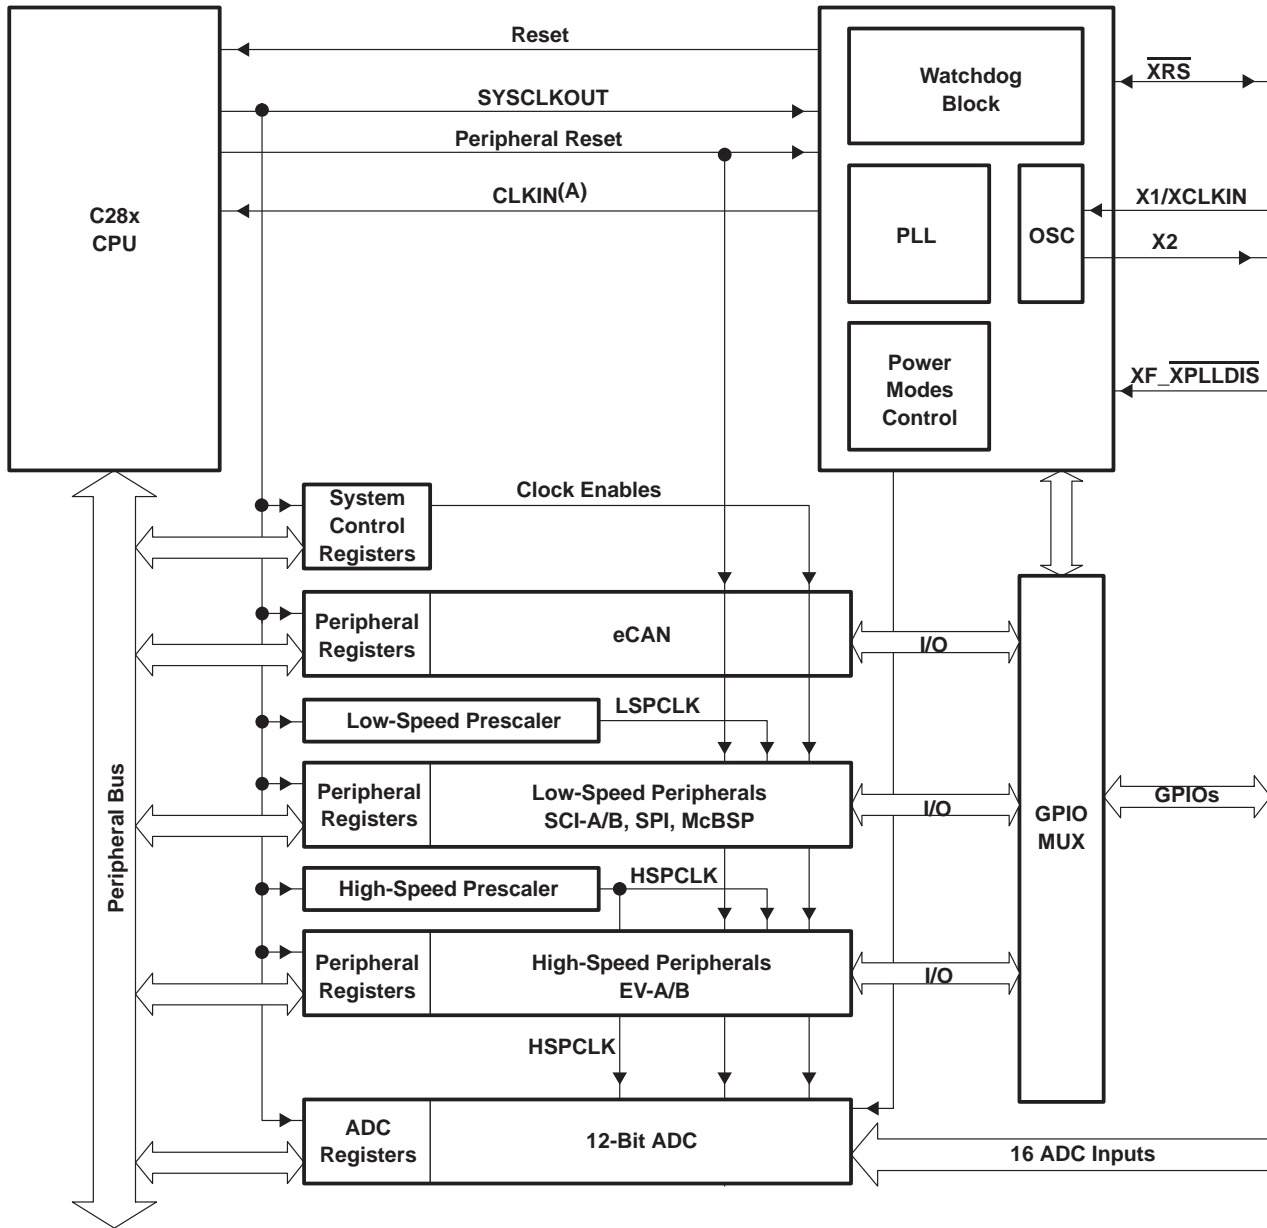 Reset
Watchdog
Block
XRS
SYSCLKOUT
Peripheral Reset
CLKIN(A)
C28x
CPU
PLL
OSC
X1/XCLKIN
X2
Power
Modes
Control
XF_XPLLDIS
System
Control
Registers
Clock Enables
Peripheral
Registers
eCAN
I/O
Low-Speed Prescaler
LSPCLK
Peripheral Bus
Peripheral
Registers
Low-Speed Peripherals
SCI-A/B, SPI, McBSP
I/O
GPIO
MUX
GPIOs
High-Speed Prescaler
HSPCLK
Peripheral
Registers
High-Speed Peripherals
EV-A/B
I/O
HSPCLK
ADC
Registers
12-Bit ADC
16 ADC Inputs